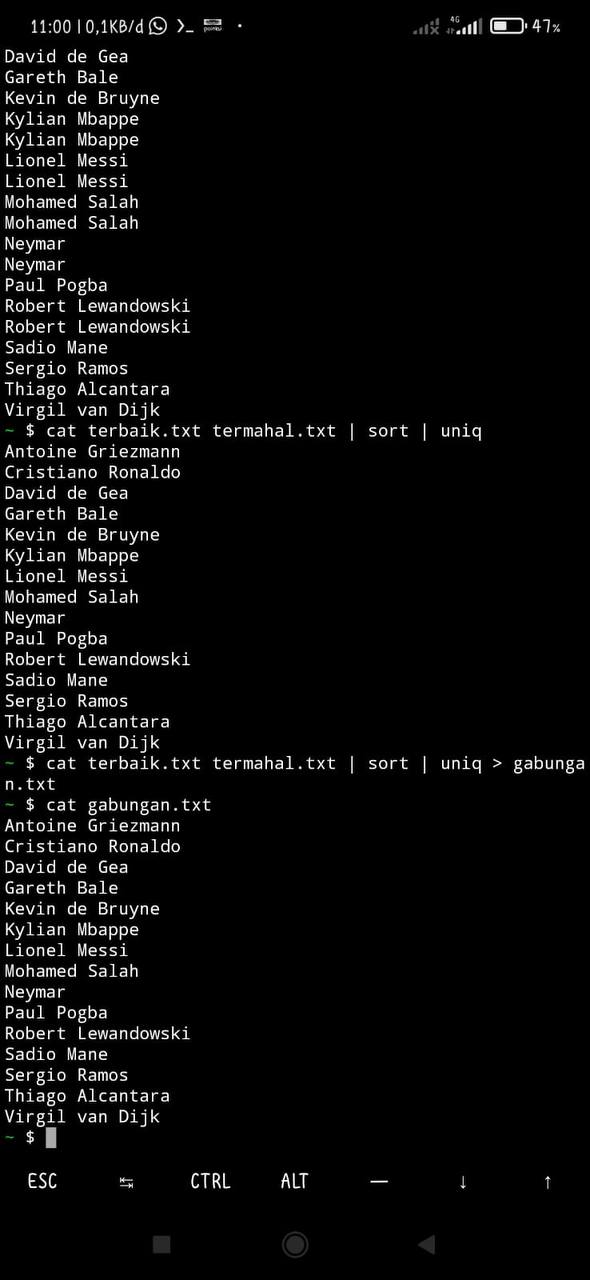 11:00 | 0,1KB/d
4G
47%
David de Gea
Gareth Bale
Kevin de Bruyne
Kylian Mbappe
Kylian Mbappe
Lionel Messi
Lionel Messi
Mohamed Salah
Mohamed Salah
Neymar
Neymar
Paul Pogba
Robert Lewandowski
Robert Lewandowski
Sadio Mane
Sergio Ramos
Thiago Alcantara
Virgil van Dijk
~ $ cat terbaik.txt termahal.txt | sort | uniq
Antoine Griezmann
Cristiano Ronaldo
David de Gea
Gareth Bale
Kevin de Bruyne
Kylian Mbappe
Lionel Messi
Mohamed Salah
Neymar
Paul Pogba
Robert Lewandowski
Sadio Mane
Sergio Ramos
Thiago Alcantara
Virgil van Dijk
~ $ cat terbaik.txt termahal.txt | sort | uniq > gabunga
n.txt
~ $ cat gabungan.txt
Antoine Griezmann
Cristiano Ronaldo
David de Gea
Gareth Bale
Kevin de Bruyne
Kylian Mbappe
Lionel Messi
Mohamed Salah
Neymar
Paul Pogba
Robert Lewandowski
Sadio Mane
Sergio Ramos
Thiago Alcantara
Virgil van Dijk
~ $
ESC ↹ CTRL ALT — ↓ ↑